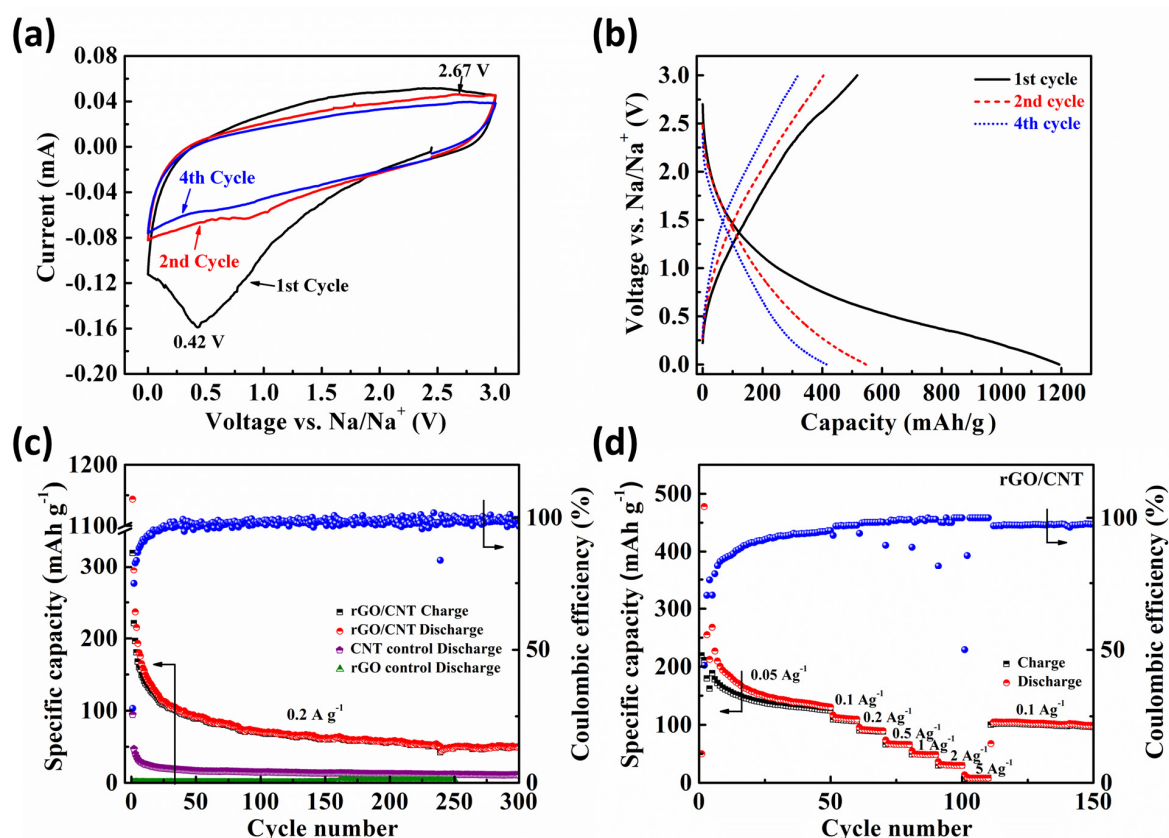 (a)
0.08
0.04
0.00
-0.04
-0.08
-0.12
-0.16
-0.20
Current (mA)
2.67 V
4th Cycle
2nd Cycle
1st Cycle
0.42 V
0.0 0.5 1.0 1.5 2.0 2.5 3.0
Voltage vs. Na/Na⁺ (V)
(b)
3.0
2.5
2.0
1.5
1.0
0.5
0.0
Voltage vs. Na/Na⁺ (V)
1st cycle
2nd cycle
4th cycle
0 200 400 600 800 1000 1200
Capacity (mAh/g)
(c)
1200
1100
300
200
100
0
Specific capacity (mAh g⁻¹)
rGO/CNT Charge
rGO/CNT Discharge
CNT control Discharge
rGO control Discharge
0.2 A g⁻¹
100
50
0
Coulombic efficiency (%)
0 50 100 150 200 250 300
Cycle number
(d)
500
450
400
350
300
250
200
150
100
50
0
Specific capacity (mAh g⁻¹)
rGO/CNT
Charge
Discharge
0.05 Ag⁻¹
0.1 Ag⁻¹
0.2 Ag⁻¹
0.5 Ag⁻¹
1 Ag⁻¹
2 Ag⁻¹
5 Ag⁻¹
0.1 Ag⁻¹
100
50
0
Coulombic efficiency (%)
0 50 100 150
Cycle number